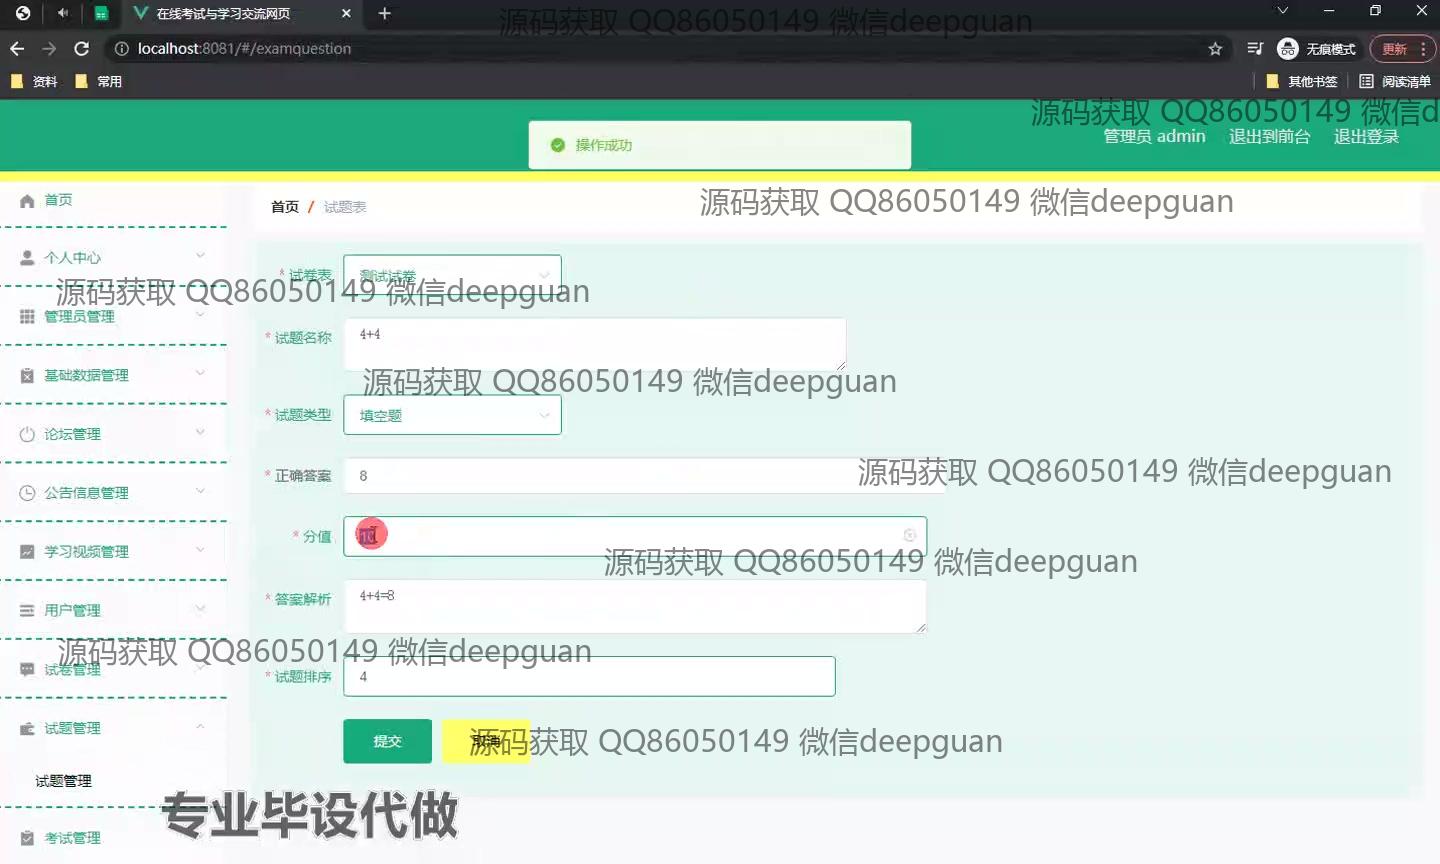 在线考试与学习交流网页
源码获取 QQ86050149 微信deepguan
localhost:8081/#/examquestion
无痕模式
更新
资料
常用
其他书签
阅读清单
源码获取 QQ86050149 微信d
操作成功
管理员 admin
退出到前台
退出登录
首页
首页 / 试题表
源码获取 QQ86050149 微信deepguan
个人中心
* 试卷表
测试试卷
源码获取 QQ86050149 微信deepguan
管理员管理
* 试题名称
4+4
基础数据管理
源码获取 QQ86050149 微信deepguan
* 试题类型
填空题
论坛管理
* 正确答案
8
源码获取 QQ86050149 微信deepguan
公告信息管理
* 分值
学习视频管理
源码获取 QQ86050149 微信deepguan
* 答案解析
4+4=8
用户管理
源码获取 QQ86050149 微信deepguan
试卷管理
* 试题排序
4
试题管理
提交
取消
源码获取 QQ86050149 微信deepguan
试题管理
专业毕设代做
考试管理